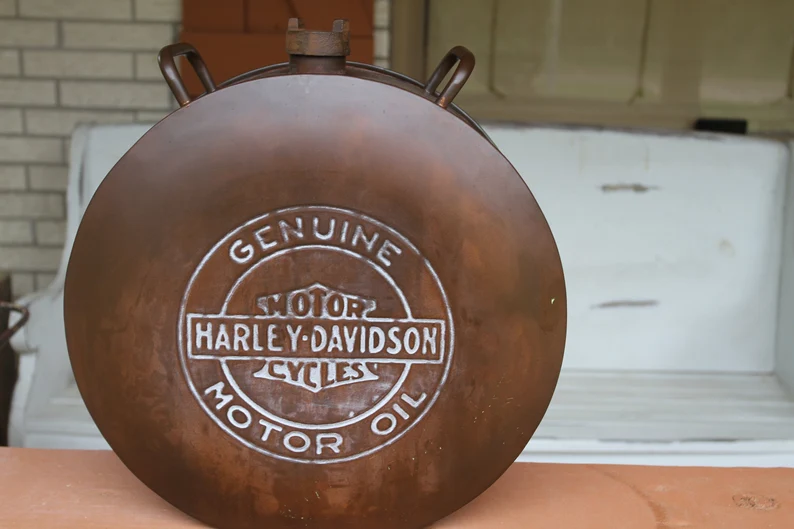 GENUINE
MOTOR
HARLEY-DAVIDSON
CYCLES
MOTOR OIL